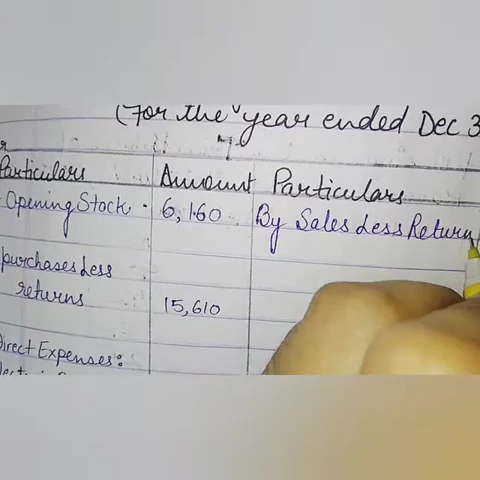 (For the year ended Dec 3
Particulars Amount Particulars
Opening Stock - 6,160 By Sales Less Return
purchases Less
returns
15,610
Direct Expenses: